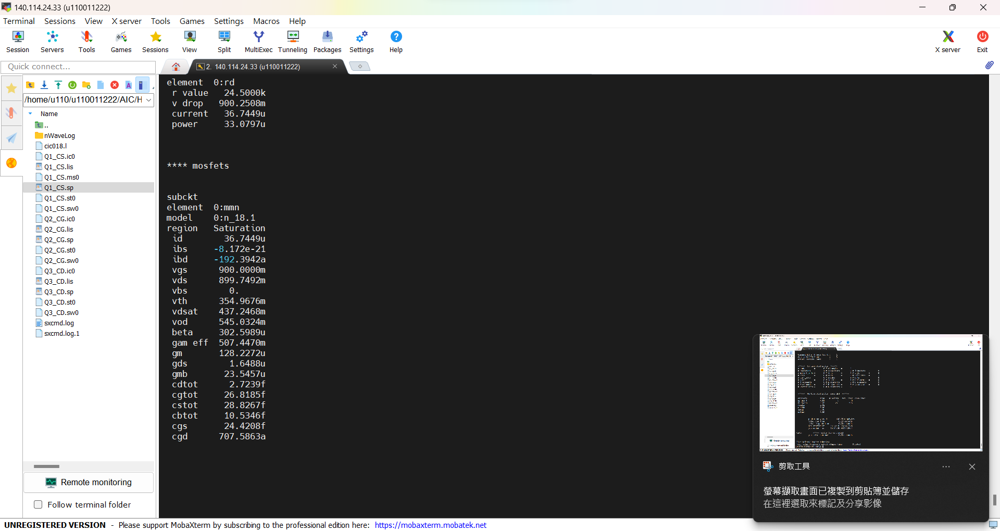 140.114.24.33 (u110011222)
Terminal Sessions View X server Tools Games Settings Macros Help
Session Servers Tools Games Sessions View Split MultiExec Tunneling Packages Settings Help X server Exit
Quick connect...
2. 140.114.24.33 (u110011222)
/home/u110/u110011222/AIC/H
Name
..
nWaveLog
cic018.l
Q1_CS.ic0
Q1_CS.lis
Q1_CS.ms0
Q1_CS.sp
Q1_CS.st0
Q1_CS.sw0
Q2_CG.ic0
Q2_CG.lis
Q2_CG.sp
Q2_CG.st0
Q2_CG.sw0
Q3_CD.ic0
Q3_CD.lis
Q3_CD.sp
Q3_CD.st0
Q3_CD.sw0
sxcmd.log
sxcmd.log.1
Remote monitoring
Follow terminal folder
element 0:rd
r value 24.5000k
v drop 900.2508m
current 36.7449u
power 33.0797u
**** mosfets
subckt
element 0:mmn
model 0:n_18.1
region Saturation
id 36.7449u
ibs -8.172e-21
ibd -192.3942a
vgs 900.0000m
vds 899.7492m
vbs 0.
vth 354.9676m
vdsat 437.2468m
vod 545.0324m
beta 302.5989u
gam eff 507.4470m
gm 128.2272u
gds 1.6488u
gmb 23.5457u
cdtot 2.7239f
cgtot 26.8185f
cstot 28.8267f
cbtot 10.5346f
cgs 24.4208f
cgd 707.5863a
剪取工具
螢幕擷取畫面已複製到剪貼簿並儲存
在這裡選取來標記及分享影像
UNREGISTERED VERSION - Please support MobaXterm by subscribing to the professional edition here: https://mobaxterm.mobatek.net